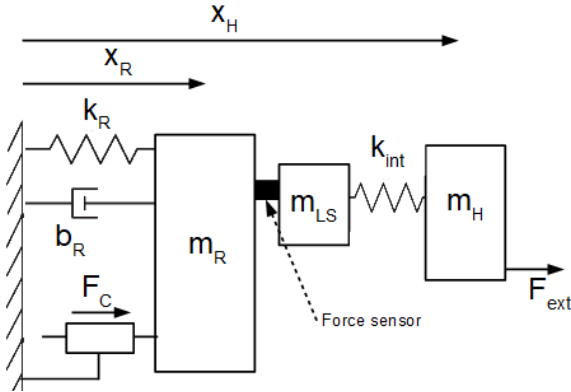 x_H
x_R
k_R
k_int
m_LS
m_H
b_R
m_R
F_C
F_ext
Force sensor